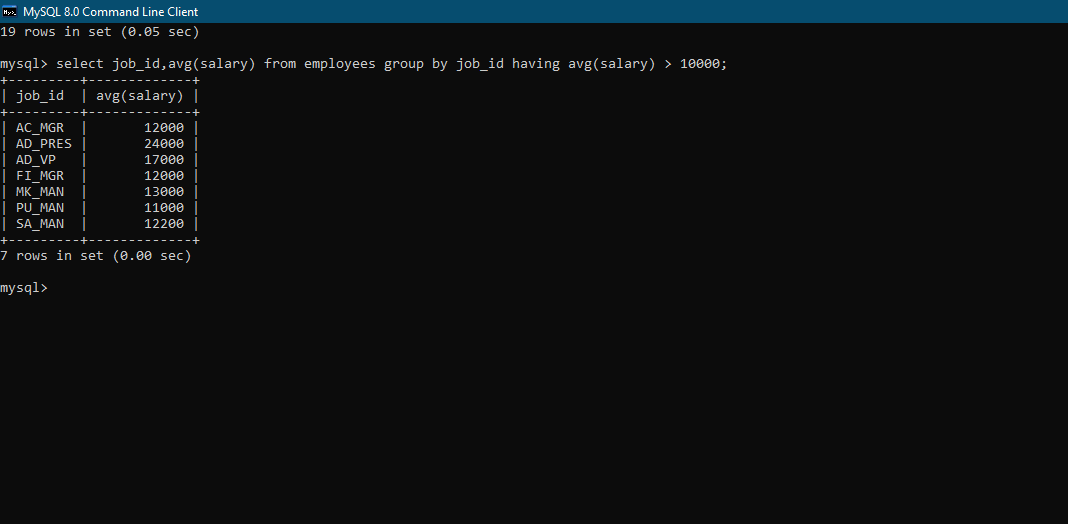 MySQL 8.0 Command Line Client
19 rows in set (0.05 sec)
mysql> select job_id,avg(salary) from employees group by job_id having avg(salary) > 10000;
+---------+-------------+
| job_id  | avg(salary) |
+---------+-------------+
| AC_MGR  |       12000 |
| AD_PRES |       24000 |
| AD_VP   |       17000 |
| FI_MGR  |       12000 |
| MK_MAN  |       13000 |
| PU_MAN  |       11000 |
| SA_MAN  |       12200 |
+---------+-------------+
7 rows in set (0.00 sec)
mysql>